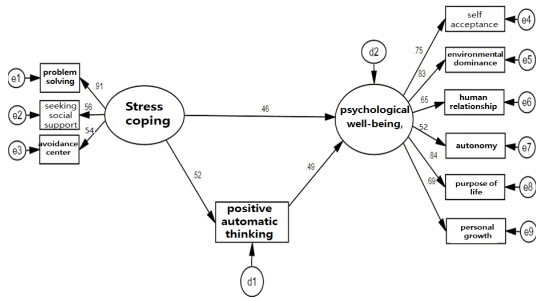 self
acceptance
e4
.75
d2
environmental
dominance
e5
.83
e1
problem
solving
.91
human
relationship
e6
.65
Stress
coping
e2
seeking
social
support
.56
.46
psychological
well-being,
.52
autonomy
e7
e3
avoidance
center
.54
.84
purpose of
life
e8
.52
.49
.69
positive
automatic
thinking
personal
growth
e9
d1